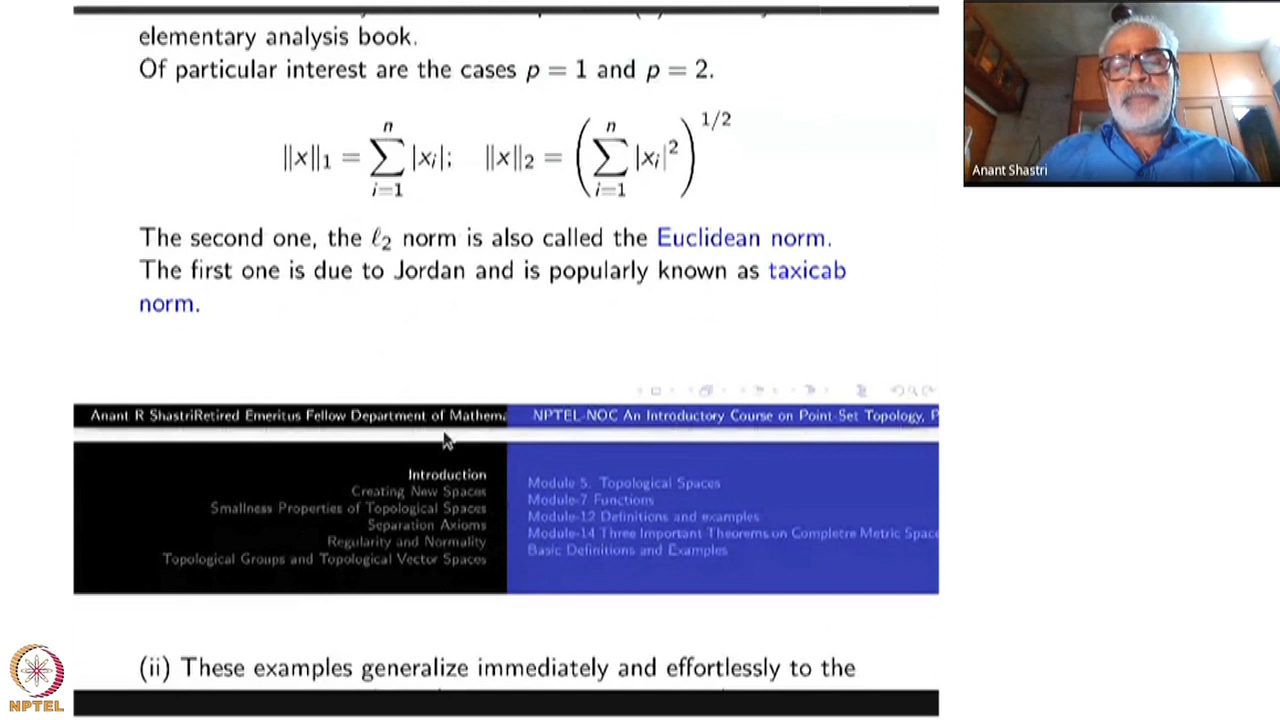 elementary analysis book.
Of particular interest are the cases p = 1 and p = 2.
‖x‖₁ = ∑ᵢ₌₁ⁿ |xᵢ|; ‖x‖₂ = (∑ᵢ₌₁ⁿ |xᵢ|²)^{1/2}
The second one, the ℓ₂ norm is also called the Euclidean norm.
The first one is due to Jordan and is popularly known as taxicab
norm.
Anant R ShastriRetired Emeritus Fellow Department of Mathema
NPTEL-NOC An Introductory Course on Point-Set Topology, P
Introduction
Creating New Spaces
Smallness Properties of Topological Spaces
Separation Axioms
Regularity and Normality
Topological Groups and Topological Vector Spaces
Module 5. Topological Spaces
Module-7 Functions
Module-12 Definitions and examples
Module-14 Three Important Theorems on Complecre Metric Space
Basic Definitions and Examples
(ii) These examples generalize immediately and effortlessly to the
Anant Shastri
NPTEL